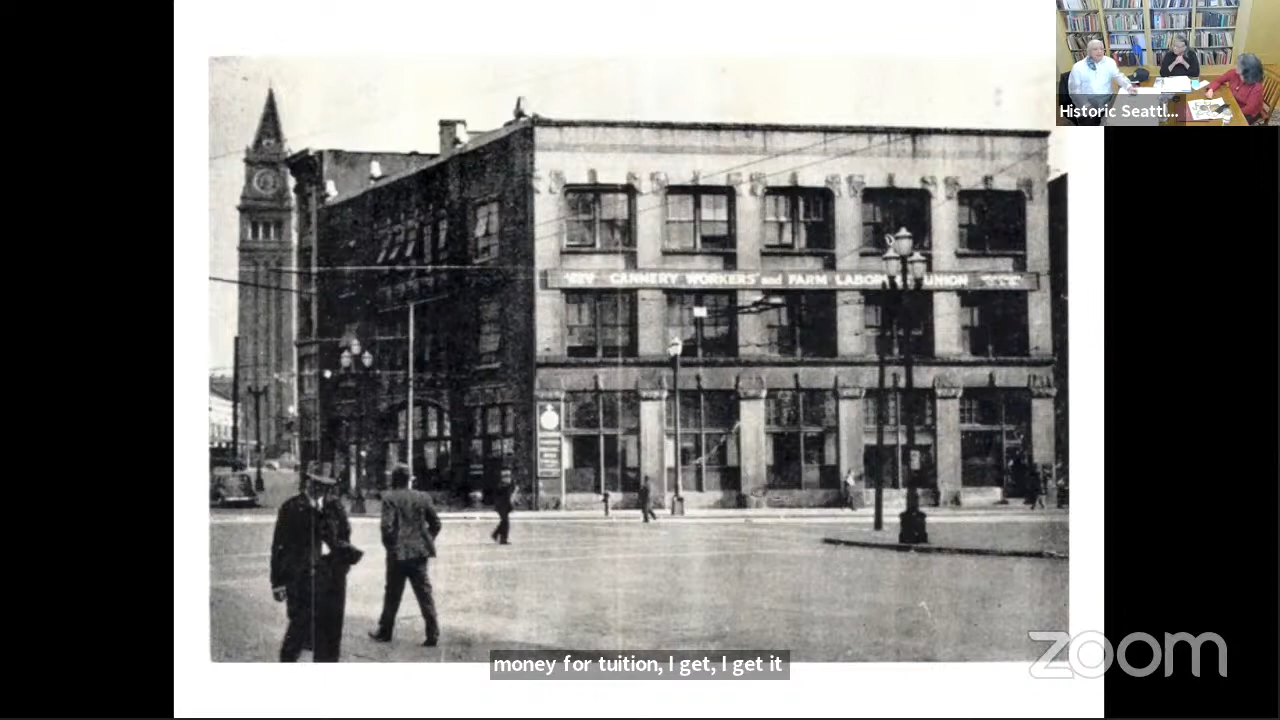 Historic Seattl...
CANNERY WORKERS' and FARM LABOR UNION
money for tuition, I get, I get it
zoom